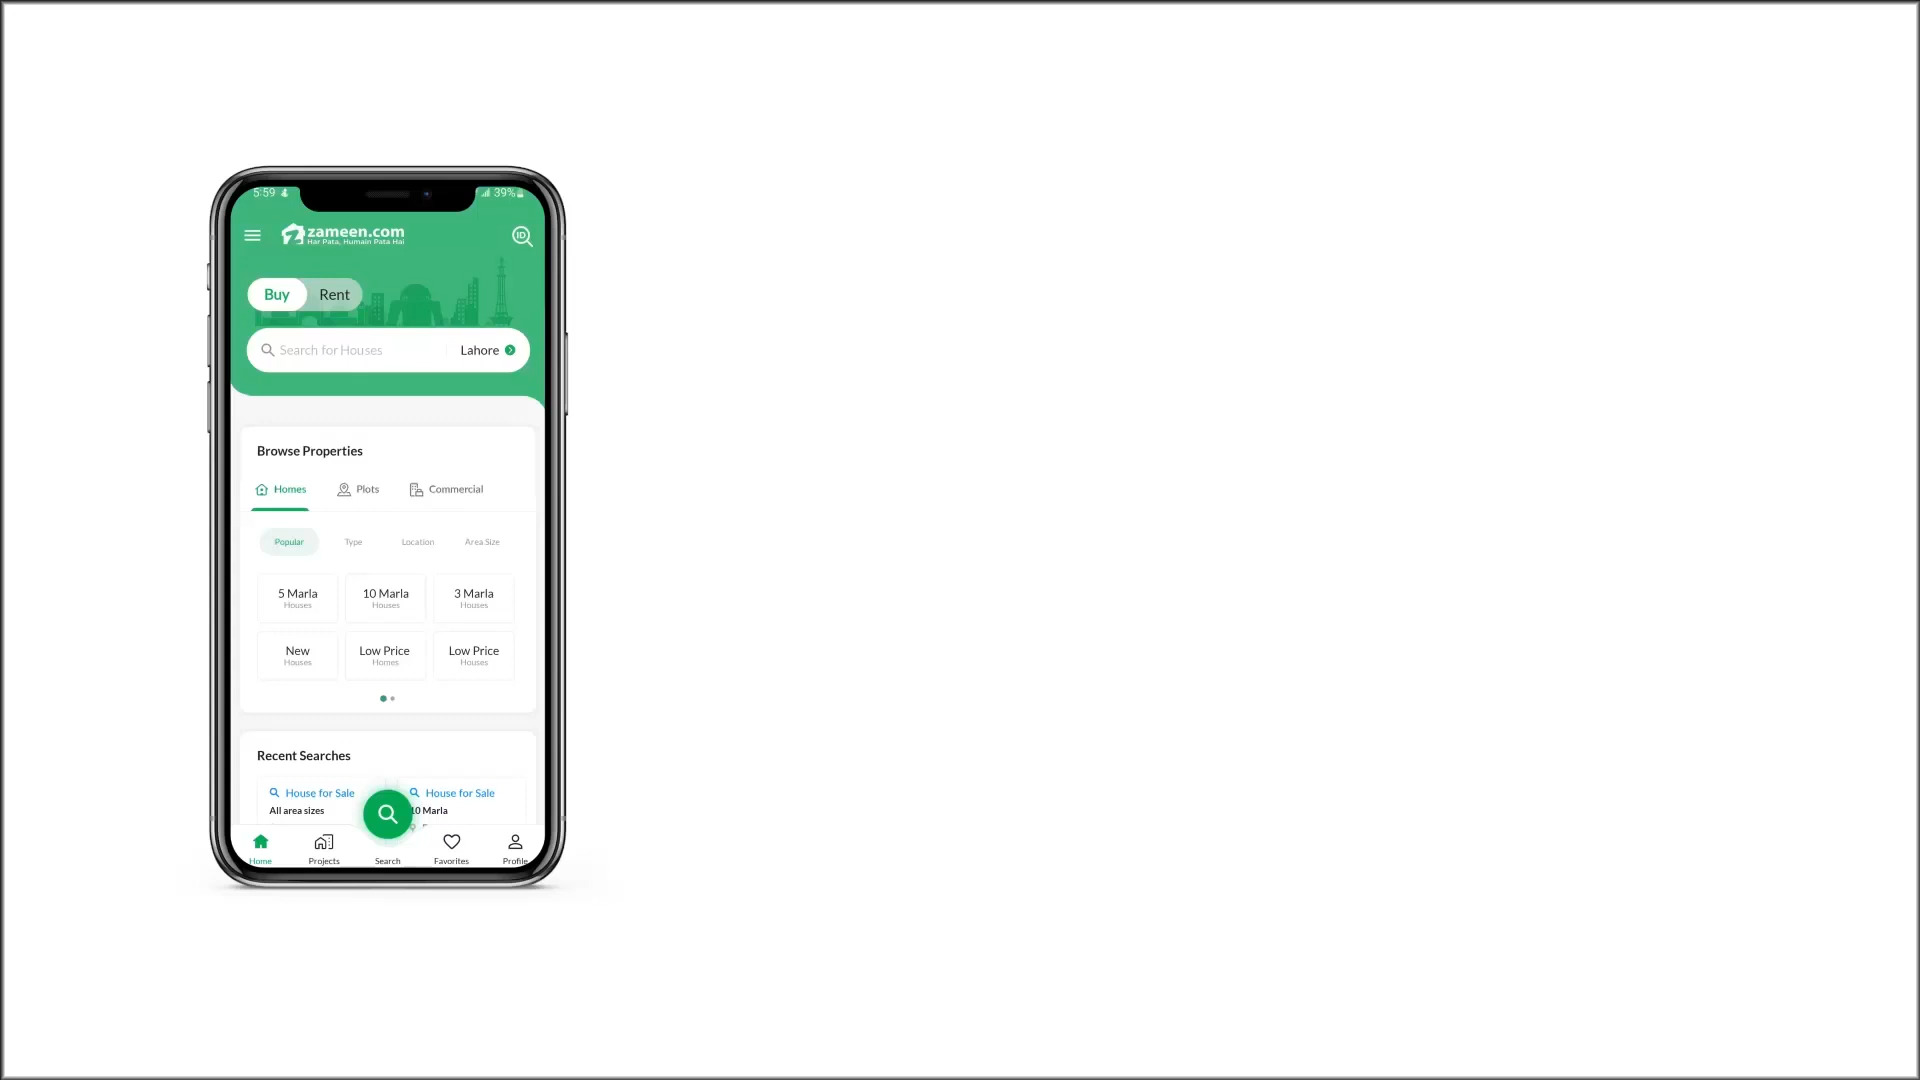 5:59 39%
zameen.com
Har Pata, Humain Pata Hai
ID
Buy Rent
Search for Houses Lahore
Browse Properties
Homes Plots Commercial
Popular Type Location Area Size
5 Marla 10 Marla 3 Marla
Houses Houses Houses
New Low Price Low Price
Houses Homes Houses
Recent Searches
House for Sale House for Sale
All area sizes 10 Marla
Home Projects Search Favorites Profile